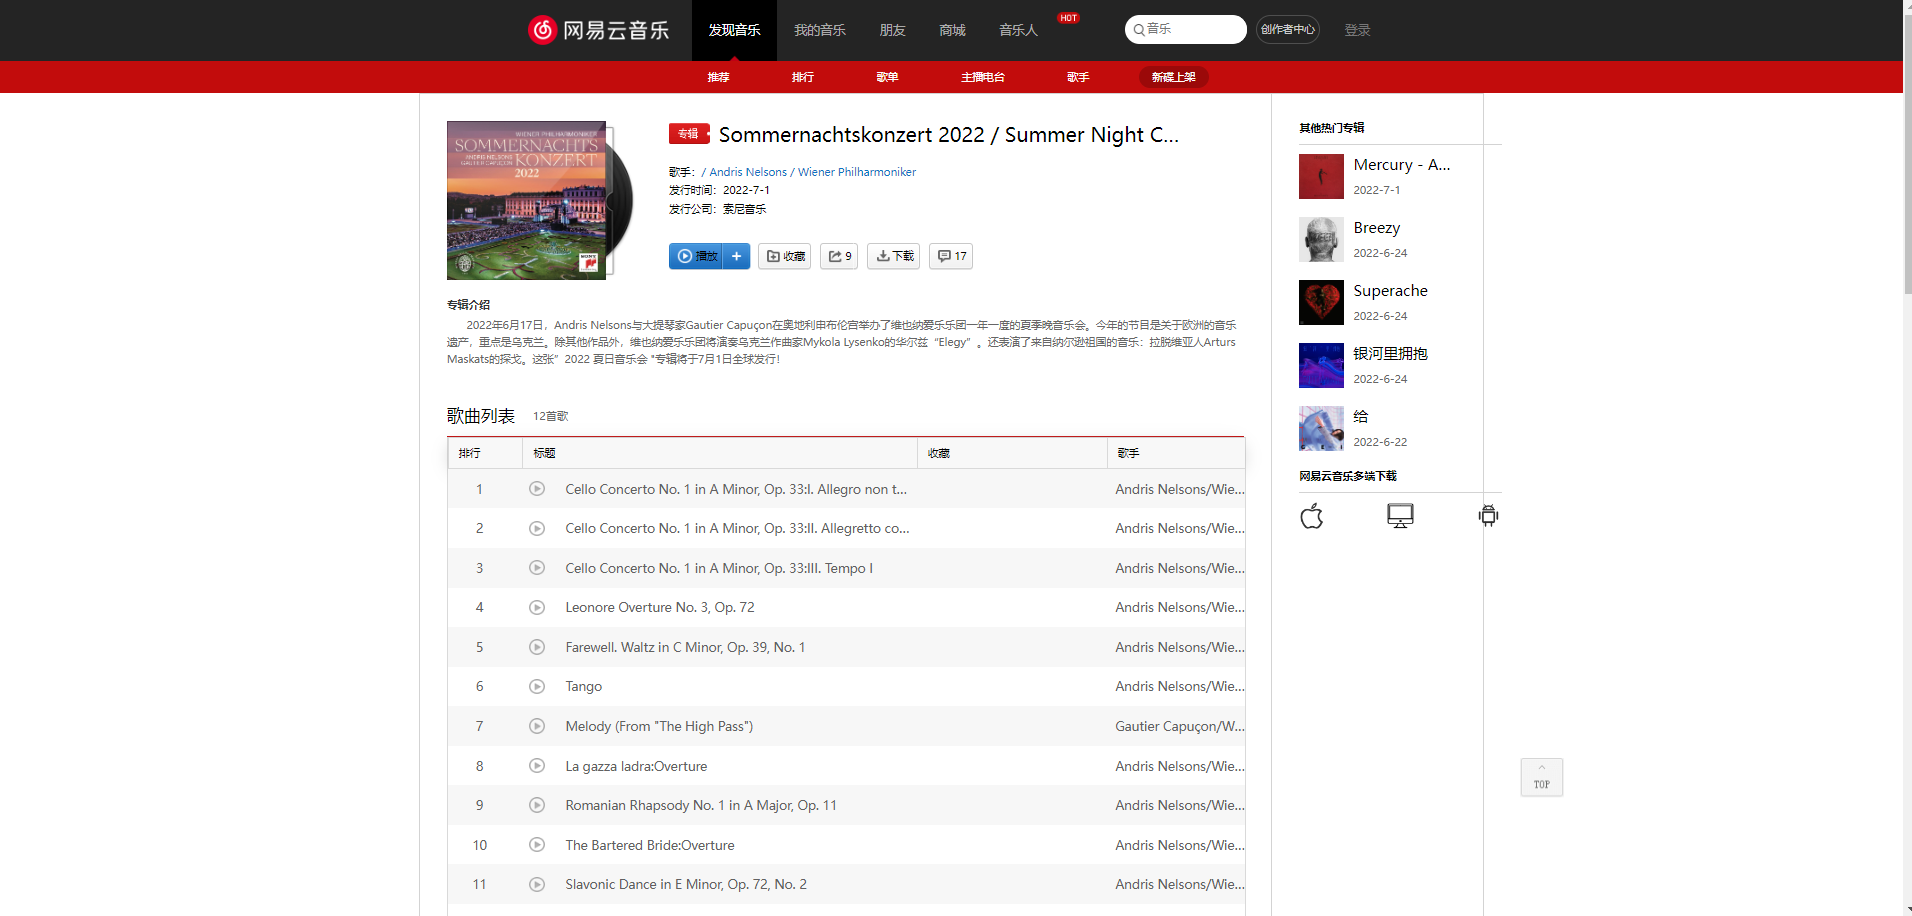 网易云音乐
发现音乐
我的音乐
朋友
商城
音乐人
HOT
音乐
创作者中心
登录
推荐
排行
歌单
主播电台
歌手
新碟上架
WIENER PHILHARMONIKER
SOMMERNACHTS
ANDRIS NELSONS
GAUTIER CAPUÇON
KONZERT
2022
SONY
专辑
Sommernachtskonzert 2022 / Summer Night C...
歌手： / Andris Nelsons / Wiener Philharmoniker
发行时间：2022-7-1
发行公司：索尼音乐
播放
+
收藏
9
下载
17
专辑介绍
2022年6月17日，Andris Nelsons与大提琴家Gautier Capuçon在奥地利申布伦宫举办了维也纳爱乐乐团一年一度的夏季晚音乐会。今年的节目是关于欧洲的音乐
遗产，重点是乌克兰。除其他作品外，维也纳爱乐乐团将演奏乌克兰作曲家Mykola Lysenko的华尔兹“Elegy”。还表演了来自纳尔逊祖国的音乐：拉脱维亚人Arturs
Maskats的探戈。这张” 2022 夏日音乐会 "专辑将于7月1日全球发行！
歌曲列表
12首歌
排行
标题
收藏
歌手
1 Cello Concerto No. 1 in A Minor, Op. 33:I. Allegro non t... Andris Nelsons/Wie...
2 Cello Concerto No. 1 in A Minor, Op. 33:II. Allegretto co... Andris Nelsons/Wie...
3 Cello Concerto No. 1 in A Minor, Op. 33:III. Tempo I Andris Nelsons/Wie...
4 Leonore Overture No. 3, Op. 72 Andris Nelsons/Wie...
5 Farewell. Waltz in C Minor, Op. 39, No. 1 Andris Nelsons/Wie...
6 Tango Andris Nelsons/Wie...
7 Melody (From "The High Pass") Gautier Capuçon/W...
8 La gazza ladra:Overture Andris Nelsons/Wie...
9 Romanian Rhapsody No. 1 in A Major, Op. 11 Andris Nelsons/Wie...
10 The Bartered Bride:Overture Andris Nelsons/Wie...
11 Slavonic Dance in E Minor, Op. 72, No. 2 Andris Nelsons/Wie...
其他热门专辑
Mercury - A...
2022-7-1
Breezy
2022-6-24
Superache
2022-6-24
银河里拥抱
2022-6-24
给
2022-6-22
网易云音乐多端下载
TOP